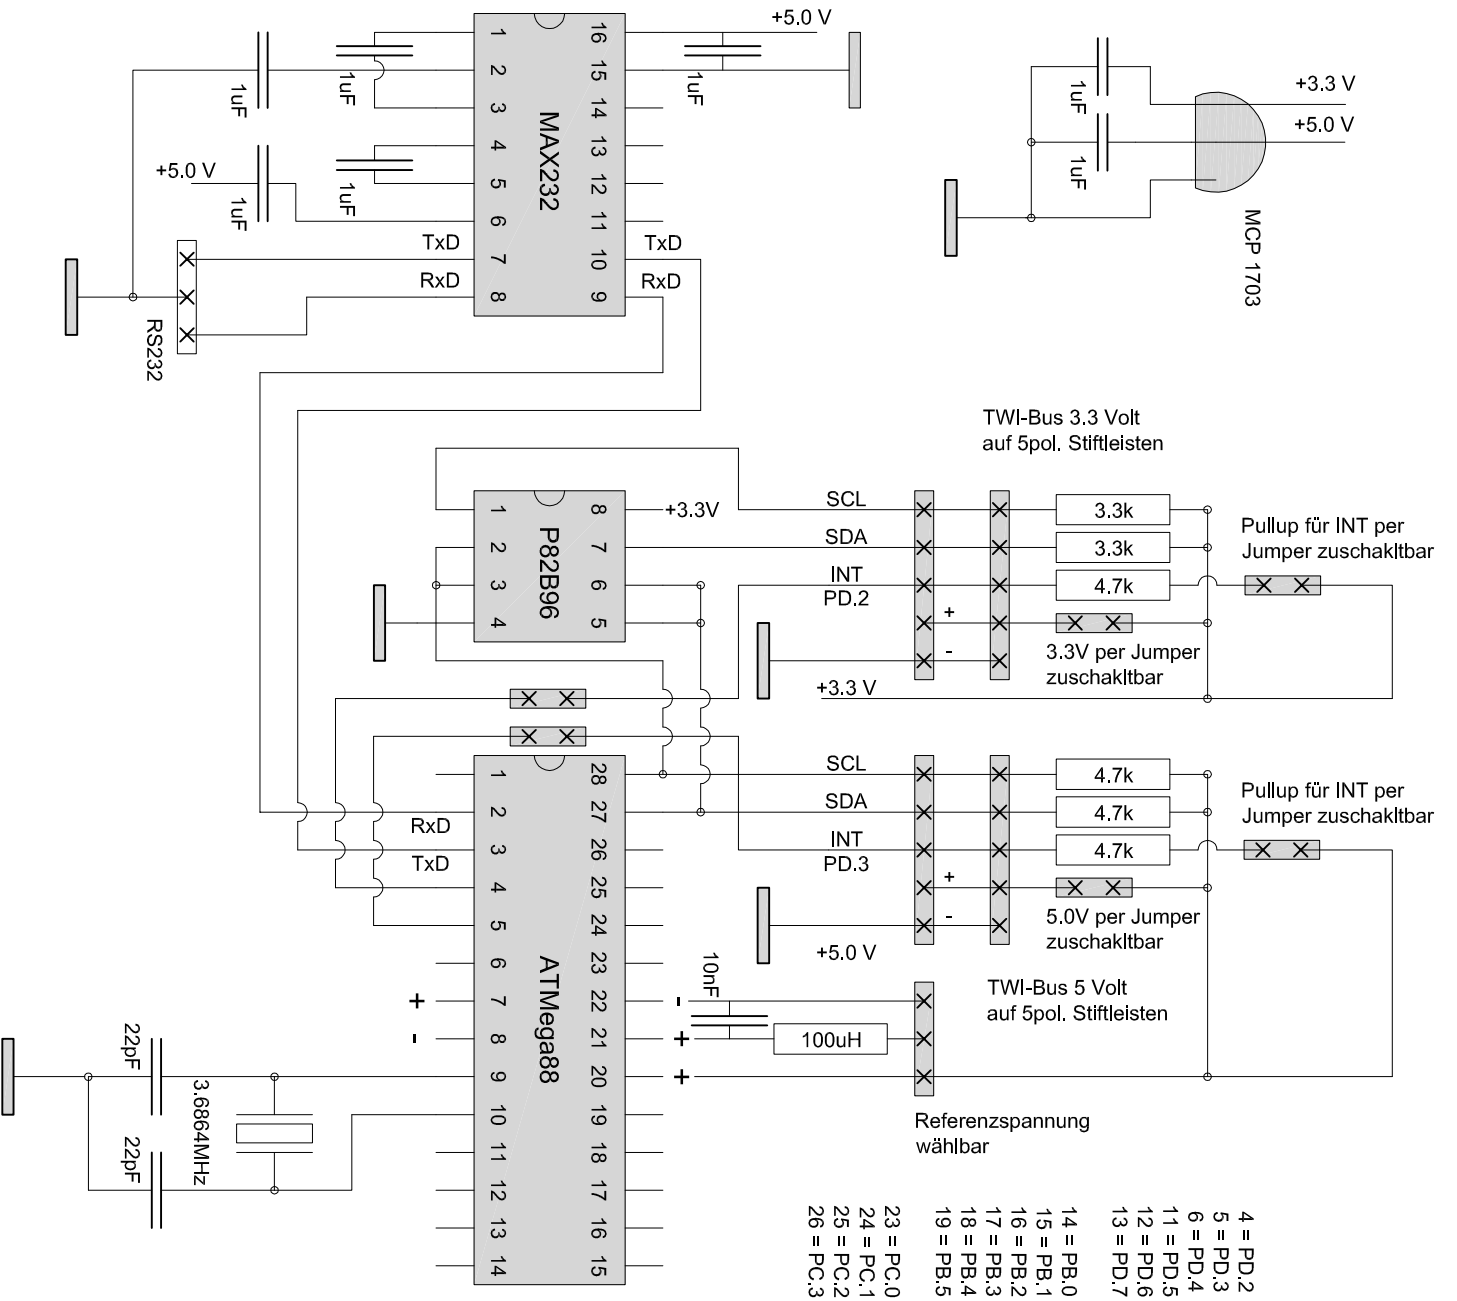 +5.0 V
1
2
3
4
5
6
7
8
16
15
14
13
12
11
10
9
MAX232
1uF
1uF
1uF
1uF
1uF
+5.0 V
TxD
RxD
TxD
RxD
RS232
+3.3 V
+5.0 V
1uF
1uF
MCP 1703
TWI-Bus 3.3 Volt
auf 5pol. Stiftleisten
1
2
3
4
8
7
6
5
P82B96
+3.3V
SCL
SDA
INT
PD.2
+
-
+3.3 V
3.3k
3.3k
4.7k
3.3V per Jumper
zuschakltbar
Pullup für INT per
Jumper zuschakltbar
SCL
SDA
INT
PD.3
+
-
+5.0 V
4.7k
4.7k
4.7k
5.0V per Jumper
zuschakltbar
Pullup für INT per
Jumper zuschakltbar
TWI-Bus 5 Volt
auf 5pol. Stiftleisten
RxD
TxD
1
2
3
4
5
6
7
8
9
10
11
12
13
14
28
27
26
25
24
23
22
21
20
19
18
17
16
15
ATMega88
+
-
-
+
+
10nF
100uH
Referenzspannung
wählbar
22pF
22pF
3.6864MHz
4 = PD.2
5 = PD.3
6 = PD.4
11 = PD.5
12 = PD.6
13 = PD.7
14 = PB.0
15 = PB.1
16 = PB.2
17 = PB.3
18 = PB.4
19 = PB.5
23 = PC.0
24 = PC.1
25 = PC.2
26 = PC.3